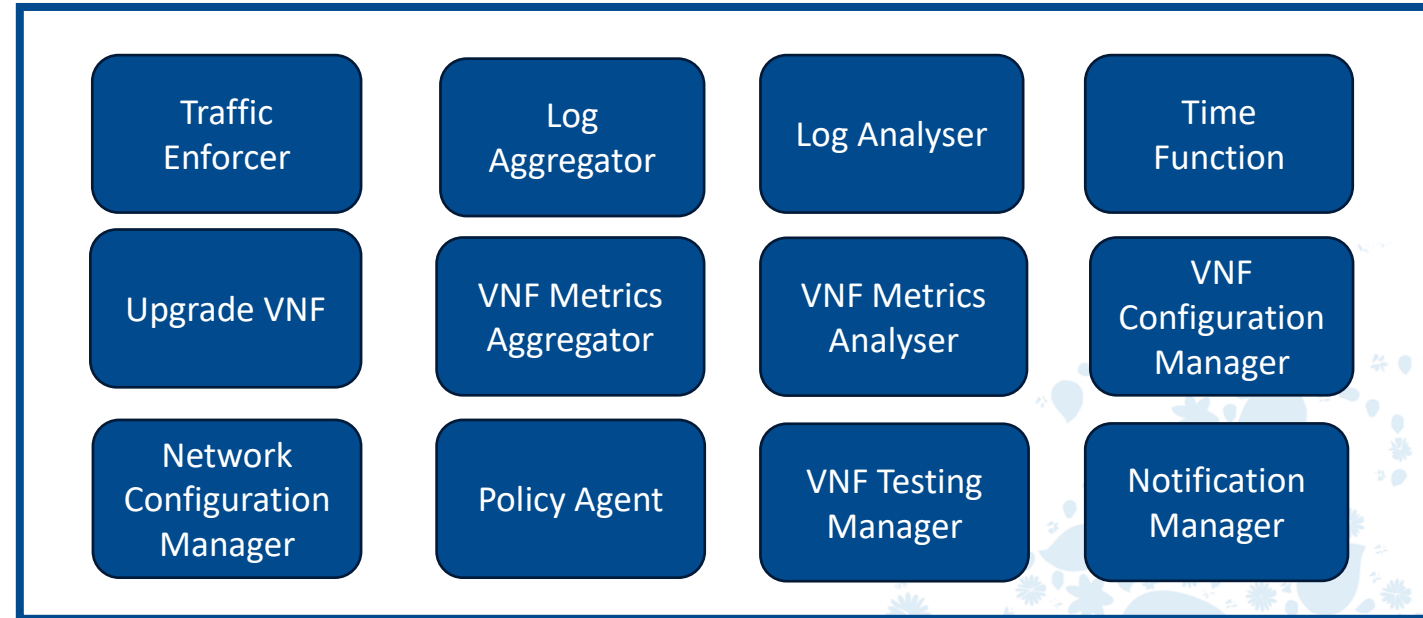 Traffic
Enforcer
Log
Aggregator
Log Analyser
Time
Function
Upgrade VNF
VNF Metrics
Aggregator
VNF Metrics
Analyser
VNF
Configuration
Manager
Network
Configuration
Manager
Policy Agent
VNF Testing
Manager
Notification
Manager